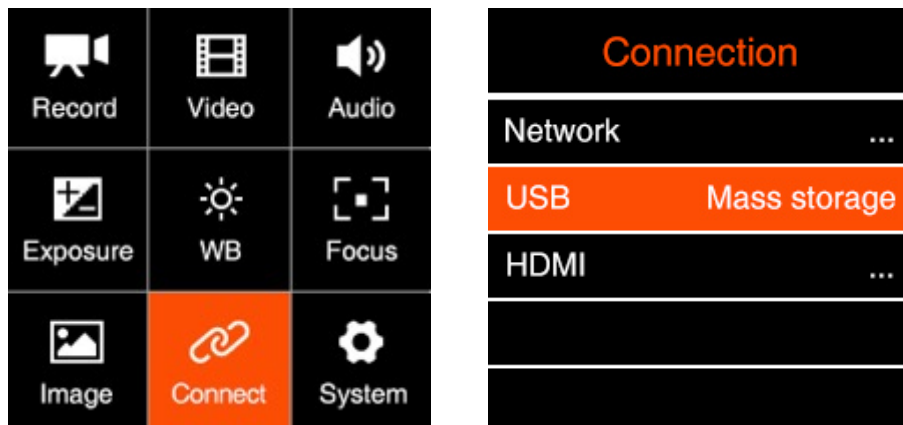 Record Video Audio
Exposure WB Focus
Image Connect System
Connection
Network ...
USB Mass storage
HDMI ...